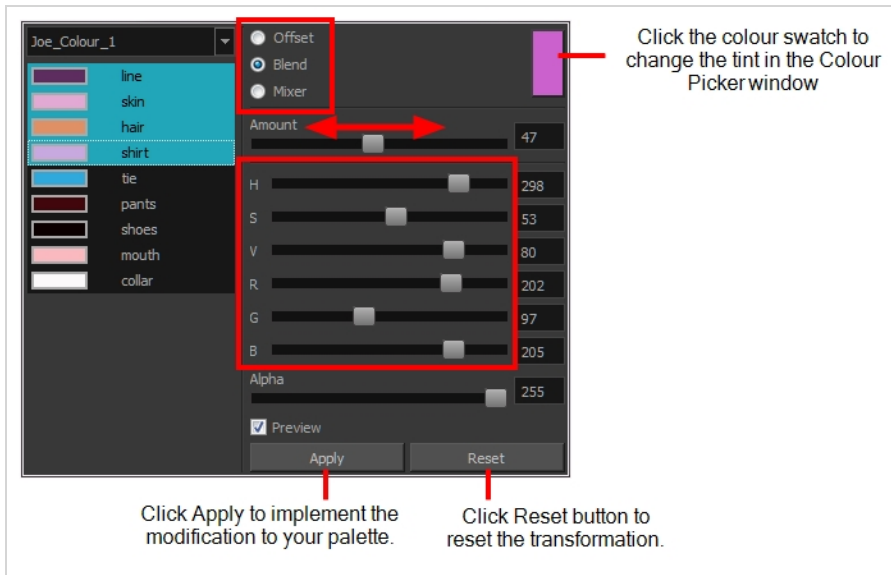 Joe_Colour_1
line
skin
hair
shirt
tie
pants
shoes
mouth
collar
Offset
Blend
Mixer
Amount
47
H 298
S 53
V 80
R 202
G 97
B 205
Alpha
255
Preview
Apply Reset
Click the colour swatch to
change the tint in the Colour
Picker window
Click Apply to implement the
modification to your palette.
Click Reset button to
reset the transformation.